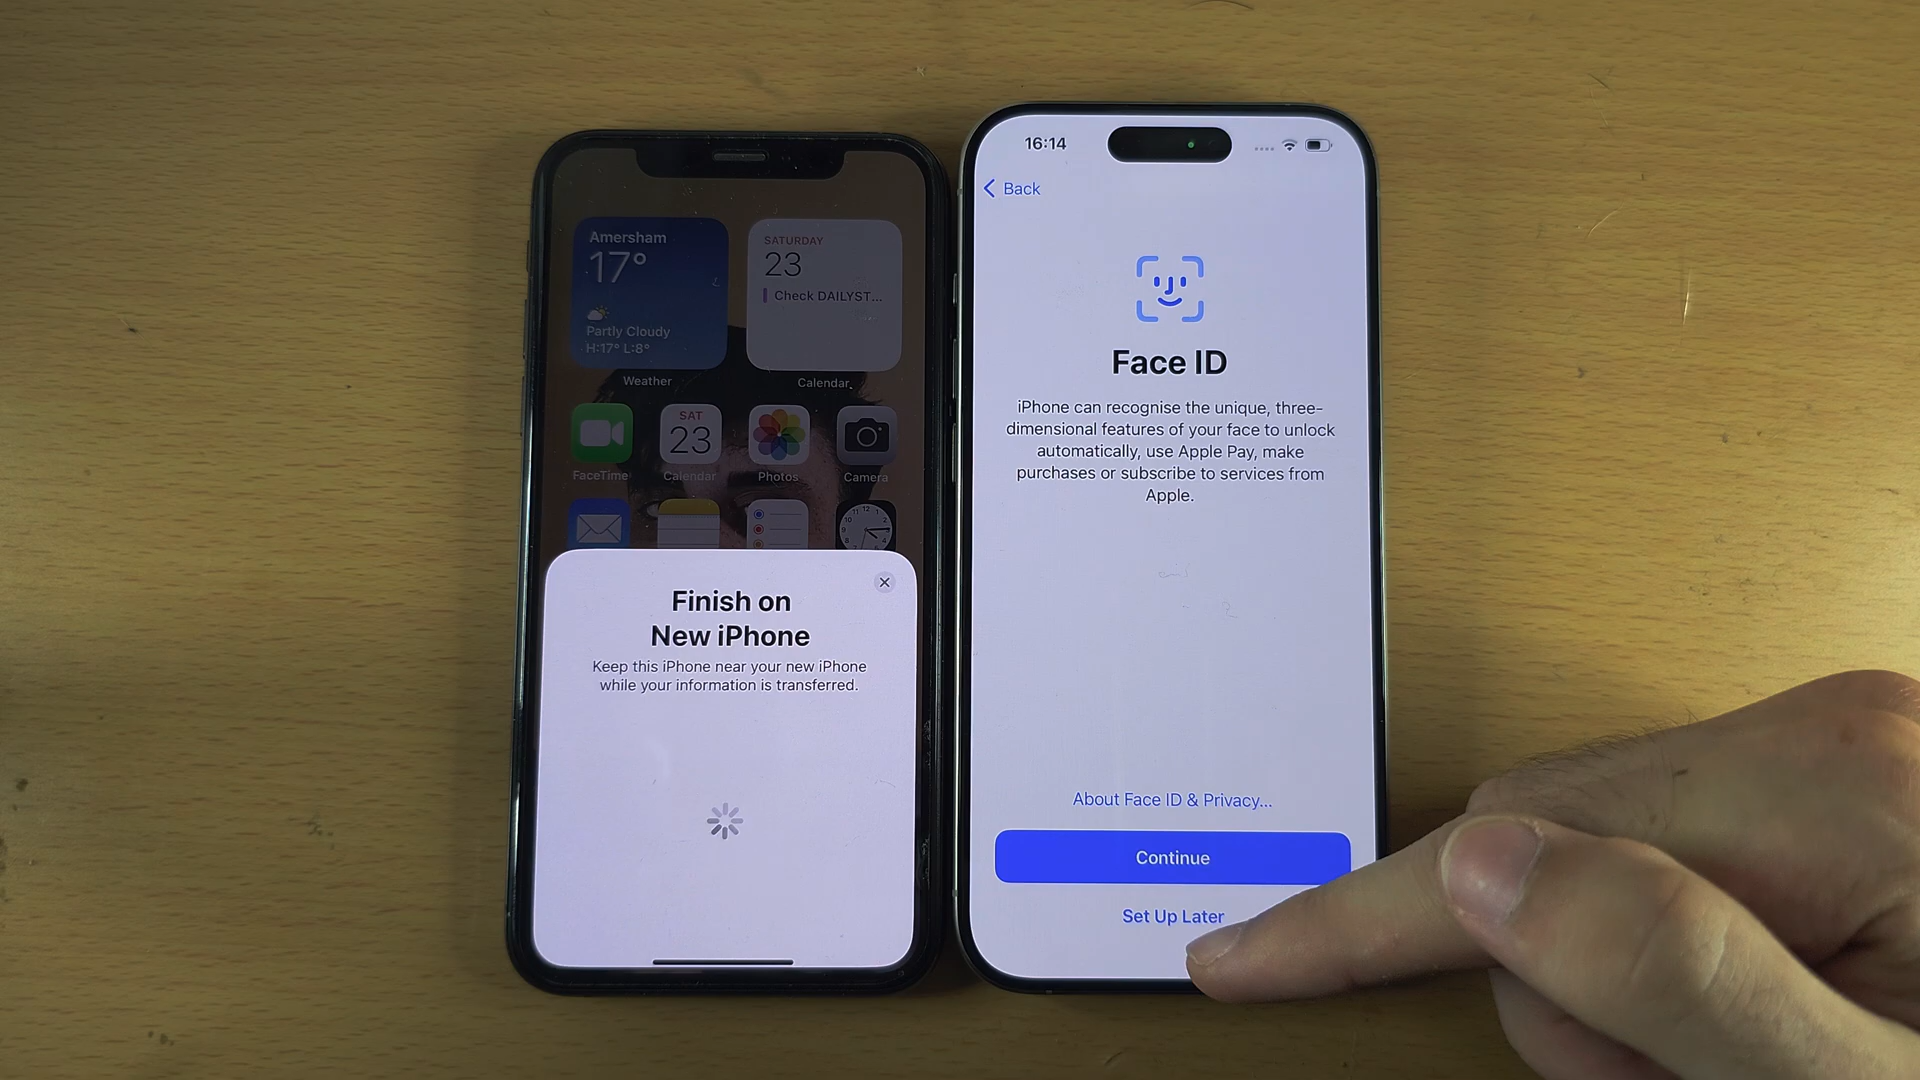 Amersham
17°
Partly Cloudy
H:17° L:8°
Weather
SATURDAY
23
Check DAILYST...
Calendar
FaceTime
SAT
23
Calendar
Photos
Camera
Finish on
New iPhone
Keep this iPhone near your new iPhone
while your information is transferred.
16:14
Back
Face ID
iPhone can recognise the unique, three-
dimensional features of your face to unlock
automatically, use Apple Pay, make
purchases or subscribe to services from
Apple.
About Face ID & Privacy...
Continue
Set Up Later